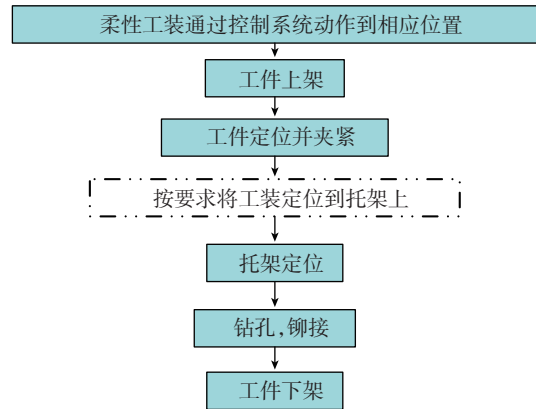 柔性工装通过控制系统动作到相应位置
工件上架
工件定位并夹紧
按要求将工装定位到托架上
托架定位
钻孔,铆接
工件下架